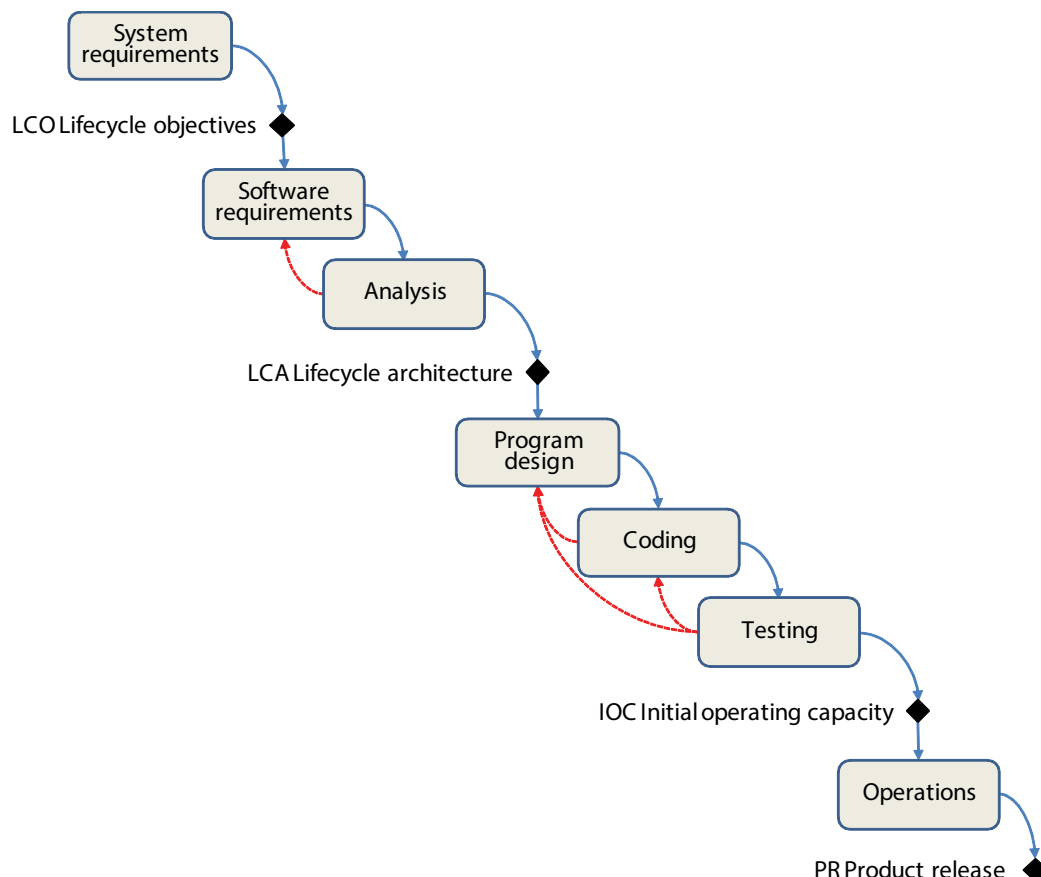 System
requirements
LCO Lifecycle objectives
Software
requirements
Analysis
LCA Lifecycle architecture
Program
design
Coding
Testing
IOC Initial operating capacity
Operations
PR Product release